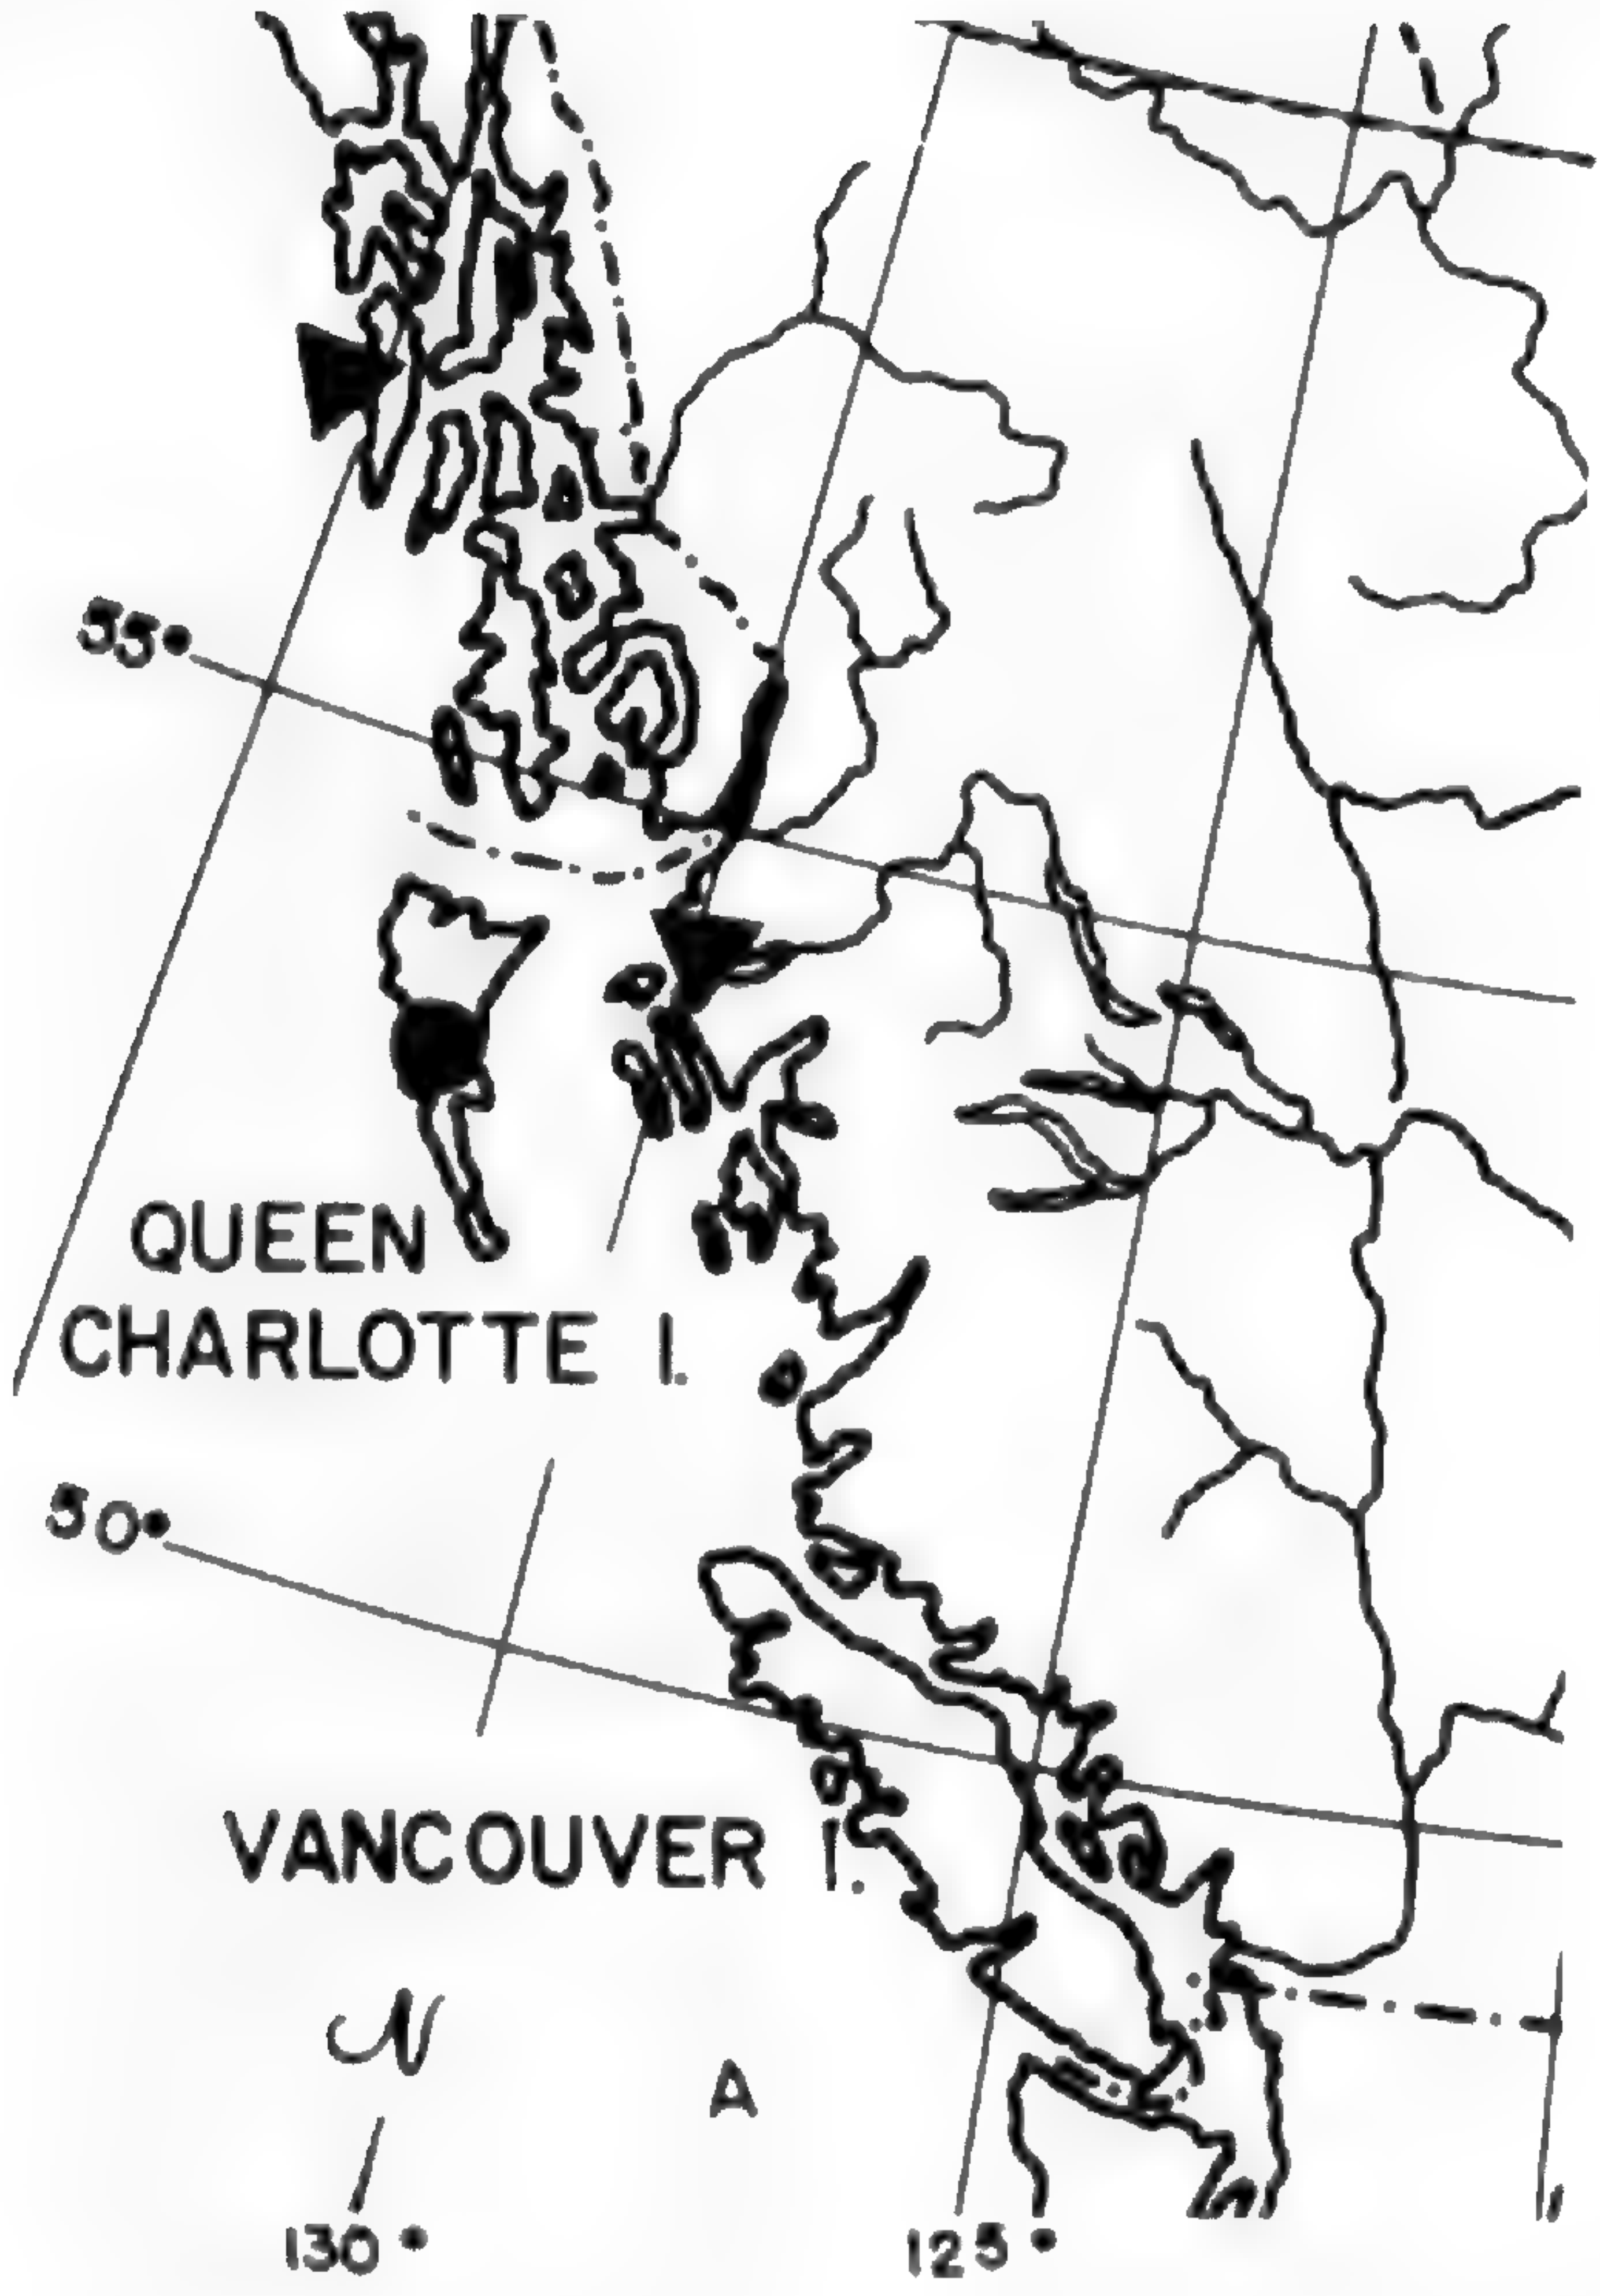 55°
QUEEN
CHARLOTTE I.
50°
VANCOUVER I.
N
A
130°
125°